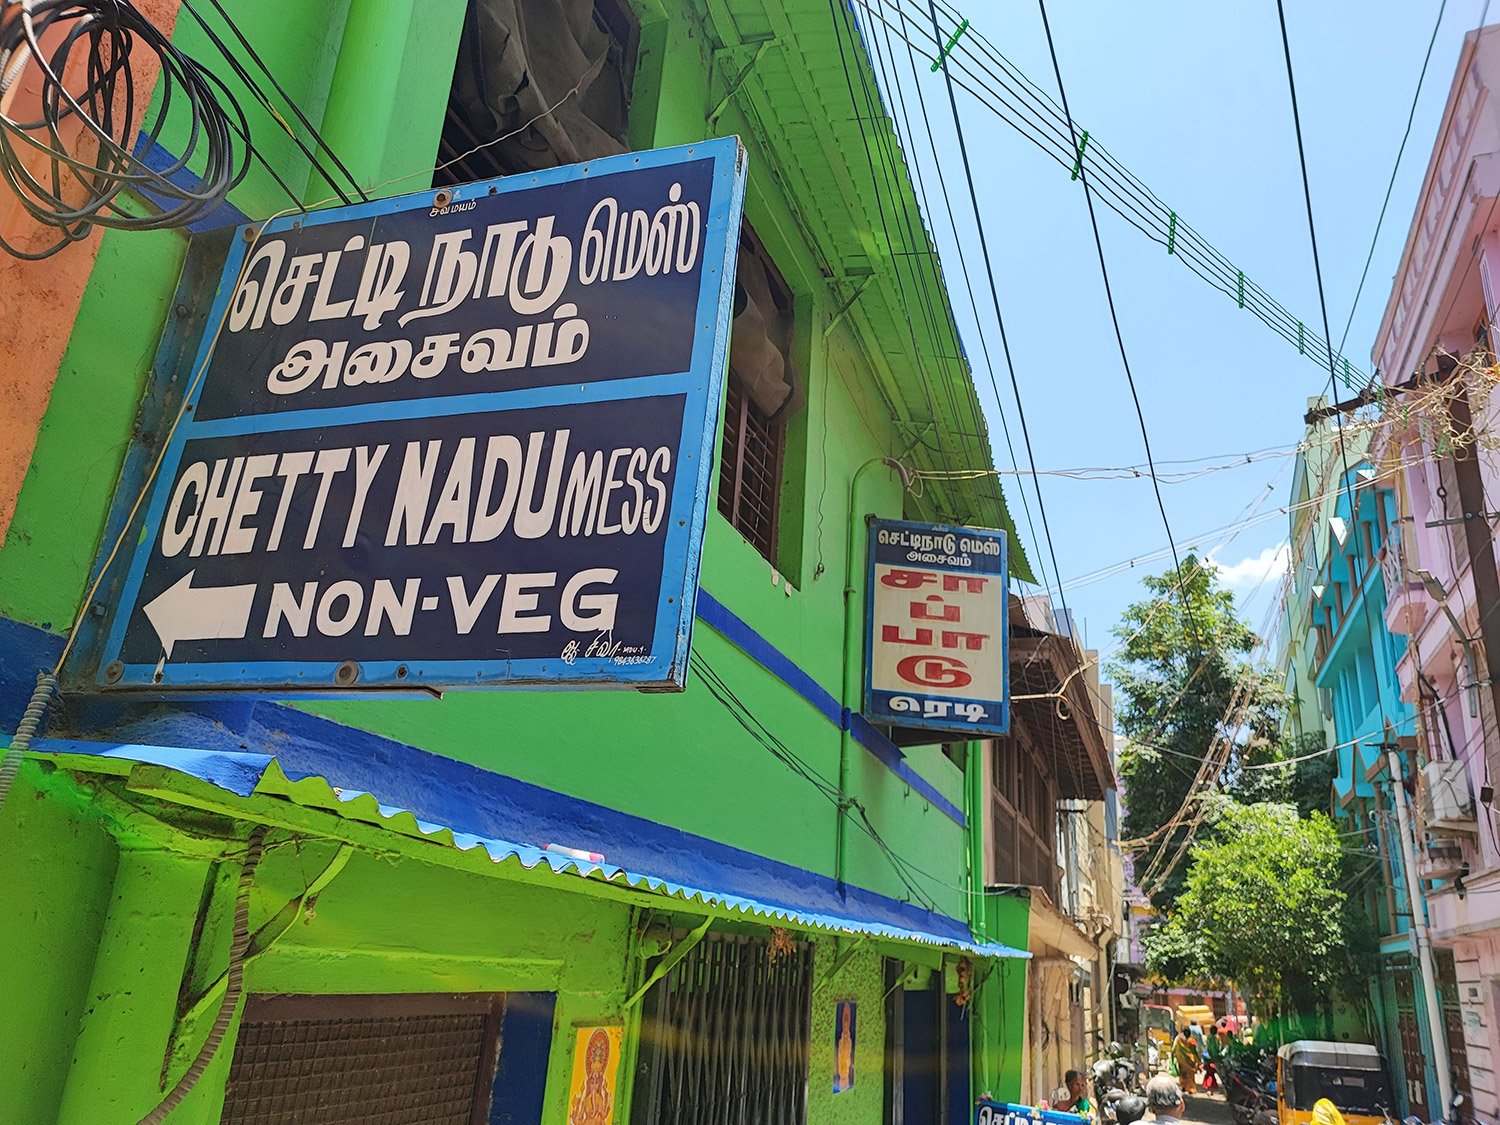 சிவமயம்
செட்டி நாடு மெஸ்
அசைவம்
CHETTY NADU MESS
NON-VEG
செட்டிநாடு மெஸ்
அசைவம்
சா
ப்
பா
டு
ரெடி